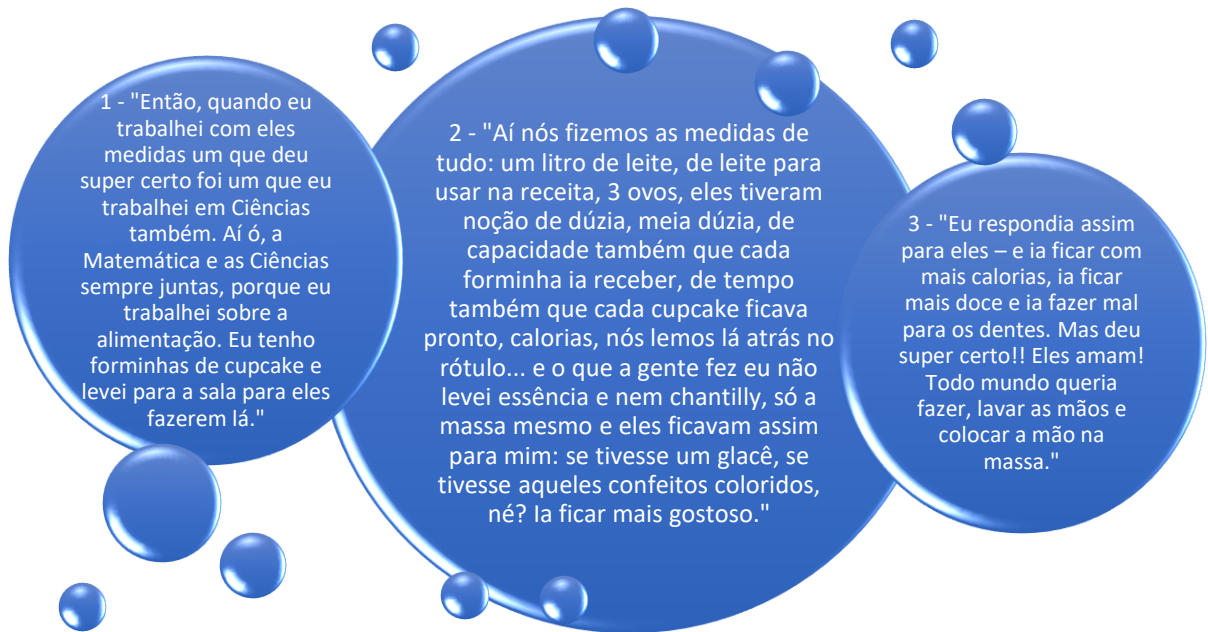 1 - "Então, quando eu
trabalhei com eles
medidas um que deu
super certo foi um que eu
trabalhei em Ciências
também. Aí ó, a
Matemática e as Ciências
sempre juntas, porque eu
trabalhei sobre a
alimentação. Eu tenho
forminhas de cupcake e
levei para a sala para eles
fazerem lá."
2 - "Aí nós fizemos as medidas de
tudo: um litro de leite, de leite para
usar na receita, 3 ovos, eles tiveram
noção de dúzia, meia dúzia, de
capacidade também que cada
forminha ia receber, de tempo
também que cada cupcake ficava
pronto, calorias, nós lemos lá atrás no
rótulo... e o que a gente fez eu não
levei essência e nem chantilly, só a
massa mesmo e eles ficavam assim
para mim: se tivesse um glacê, se
tivesse aqueles confeitos coloridos,
né? Ia ficar mais gostoso."
3 - "Eu respondia assim
para eles – e ia ficar com
mais calorias, ia ficar
mais doce e ia fazer mal
para os dentes. Mas deu
super certo!! Eles amam!
Todo mundo queria
fazer, lavar as mãos e
colocar a mão na
massa."